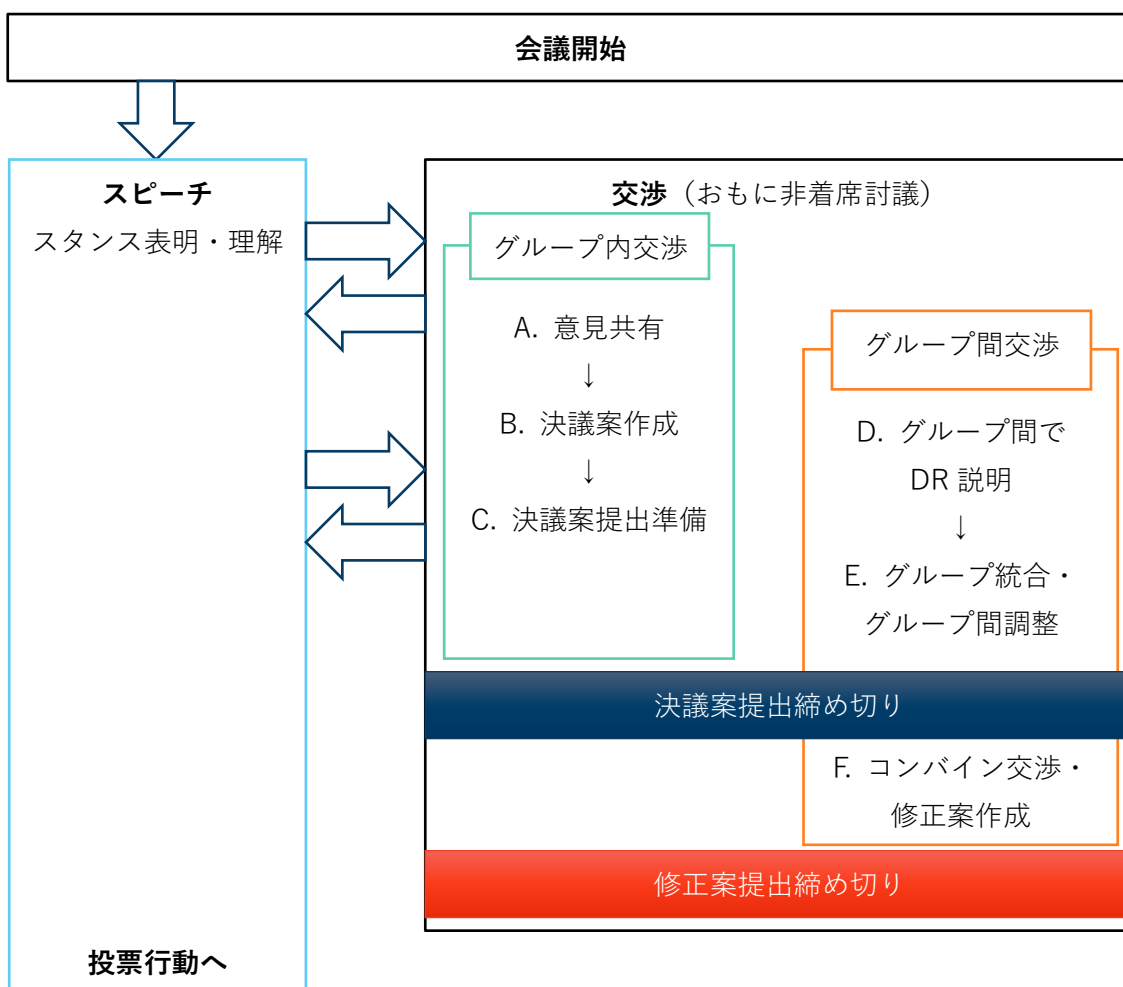 会議開始
スピーチ
スタンス表明・理解
交渉（おもに非着席討議）
グループ内交渉
A. 意見共有
↓
B. 決議案作成
↓
C. 決議案提出準備
グループ間交渉
D. グループ間で
DR 説明
↓
E. グループ統合・
グループ間調整
決議案提出締め切り
F. コンバイン交渉・
修正案作成
修正案提出締め切り
投票行動へ